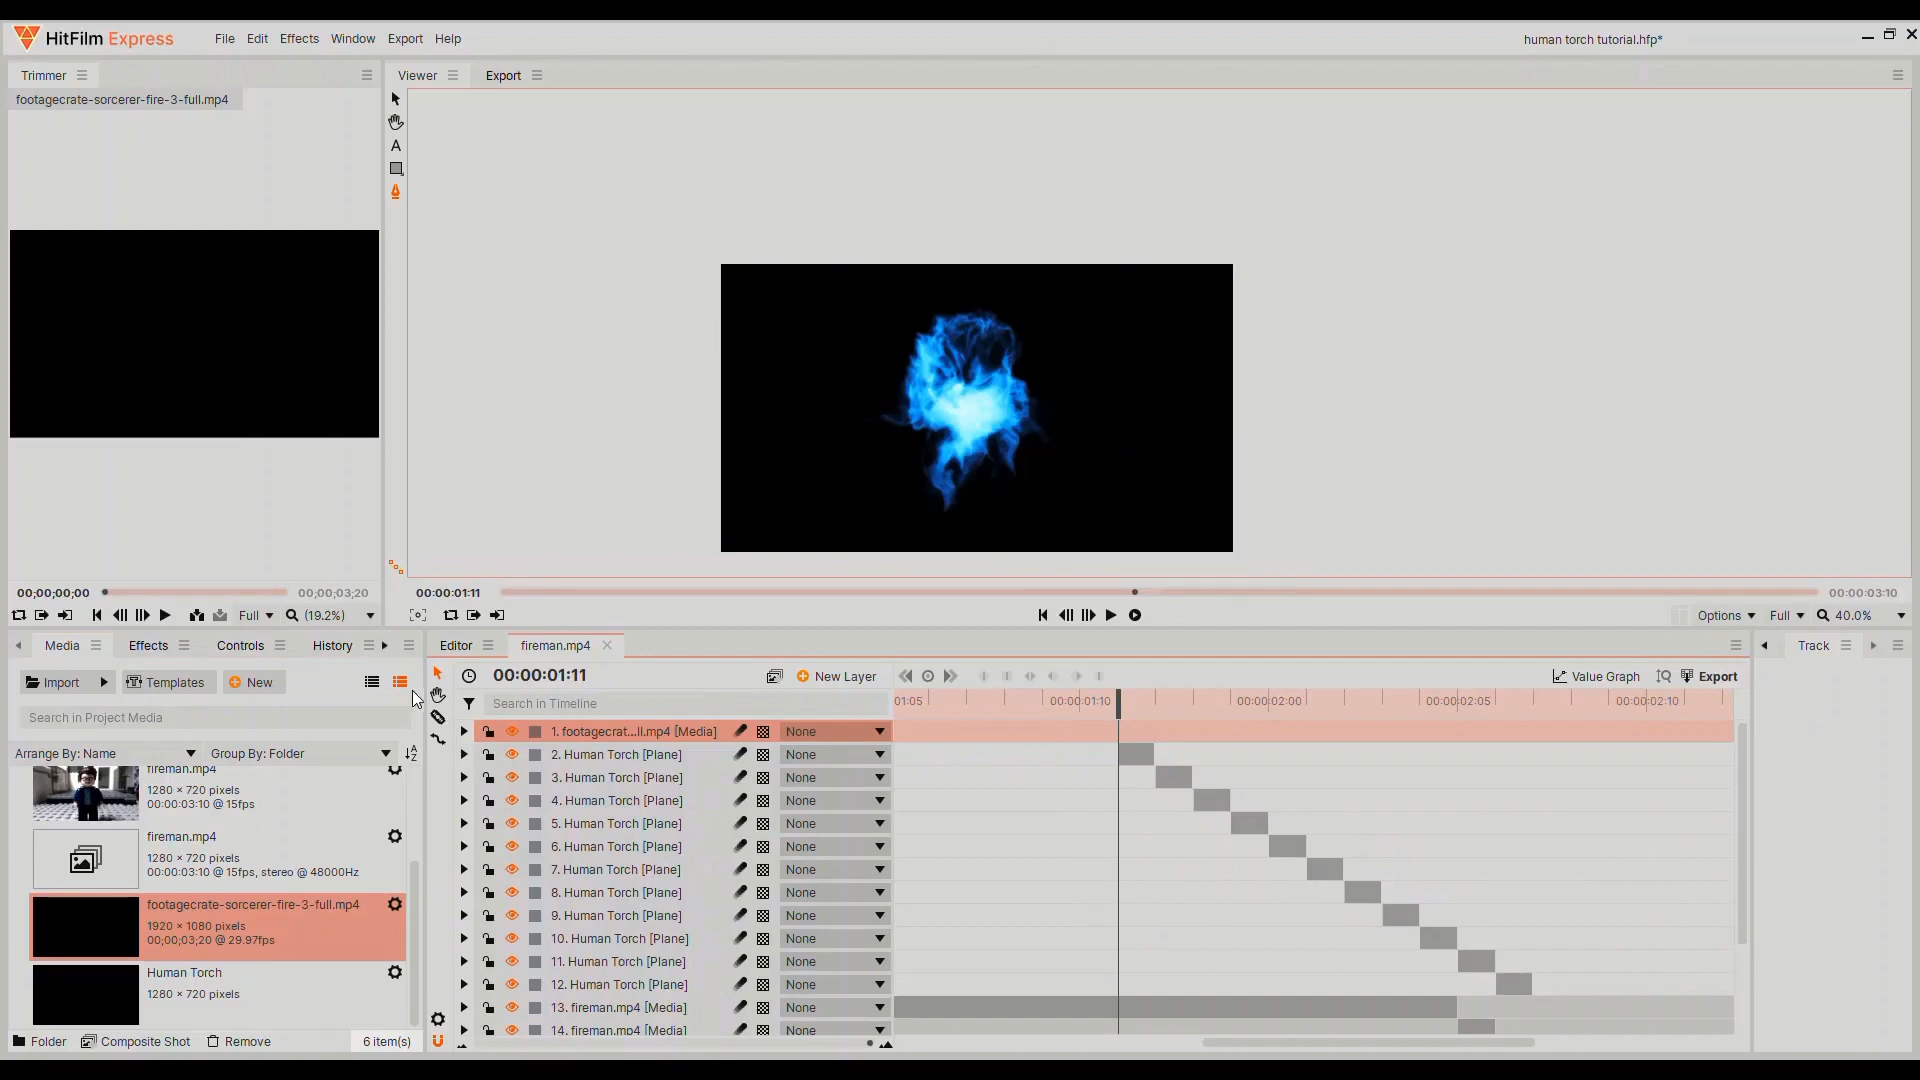 HitFilm Express
File Edit Effects Window Export Help
human torch tutorial.hfp*
Trimmer
Viewer
Export
footagecrate-sorcerer-fire-3-full.mp4
A
00;00;00;00
00;00;03;20
00:00:01:11
00:00:03:10
Full
(19.2%)
Options
Full
40.0%
Media
Effects
Controls
History
Editor
fireman.mp4
Track
Import
Templates
New
00:00:01:11
New Layer
Value Graph
Export
Search in Project Media
Search in Timeline
01:05
00:00:01:10
00:00:02:00
00:00:02:05
00:00:02:10
Arrange By: Name
Group By: Folder
fireman.mp4
1280 × 720 pixels
00:00:03:10 @ 15fps
fireman.mp4
1280 × 720 pixels
00:00:03:10 @ 15fps, stereo @ 48000Hz
footagecrate-sorcerer-fire-3-full.mp4
1920 × 1080 pixels
00;00;03;20 @ 29.97fps
Human Torch
1280 × 720 pixels
Folder
Composite Shot
Remove
6 item(s)
1. footagecrat...ll.mp4 [Media] None
2. Human Torch [Plane] None
3. Human Torch [Plane] None
4. Human Torch [Plane] None
5. Human Torch [Plane] None
6. Human Torch [Plane] None
7. Human Torch [Plane] None
8. Human Torch [Plane] None
9. Human Torch [Plane] None
10. Human Torch [Plane] None
11. Human Torch [Plane] None
12. Human Torch [Plane] None
13. fireman.mp4 [Media] None
14. fireman.mp4 [Media] None